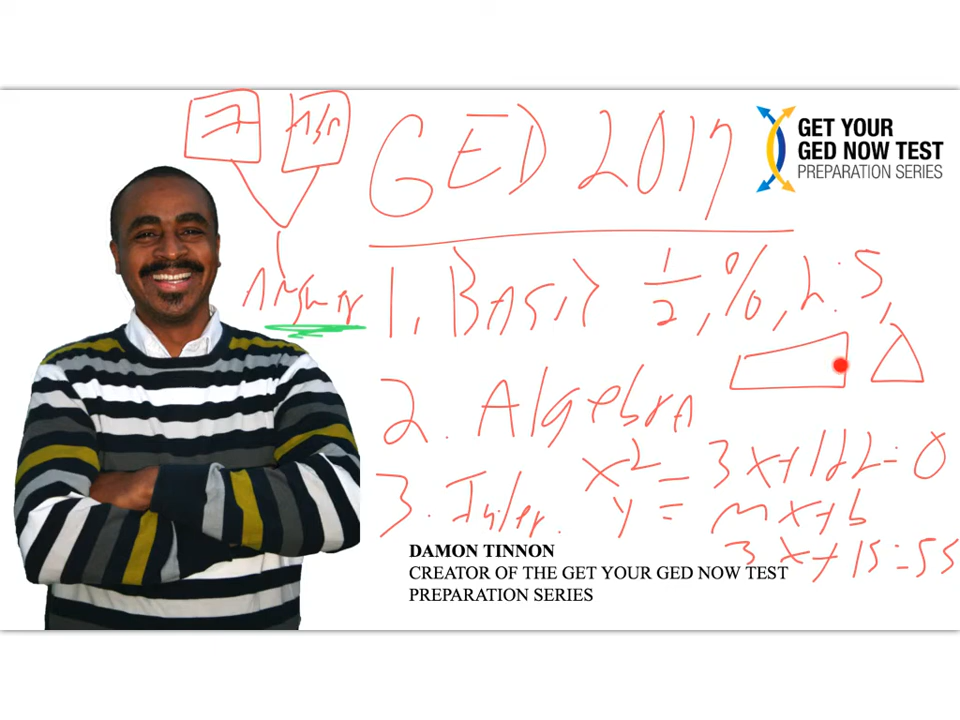 GED 2017
GET YOUR
GED NOW TEST
PREPARATION SERIES
Answer
1. Basic 1/2, %, L:S,
2. Algebra
x² - 3x+122=0
3. Inter.
y = mx+b
3x+15=55
DAMON TINNON
CREATOR OF THE GET YOUR GED NOW TEST
PREPARATION SERIES